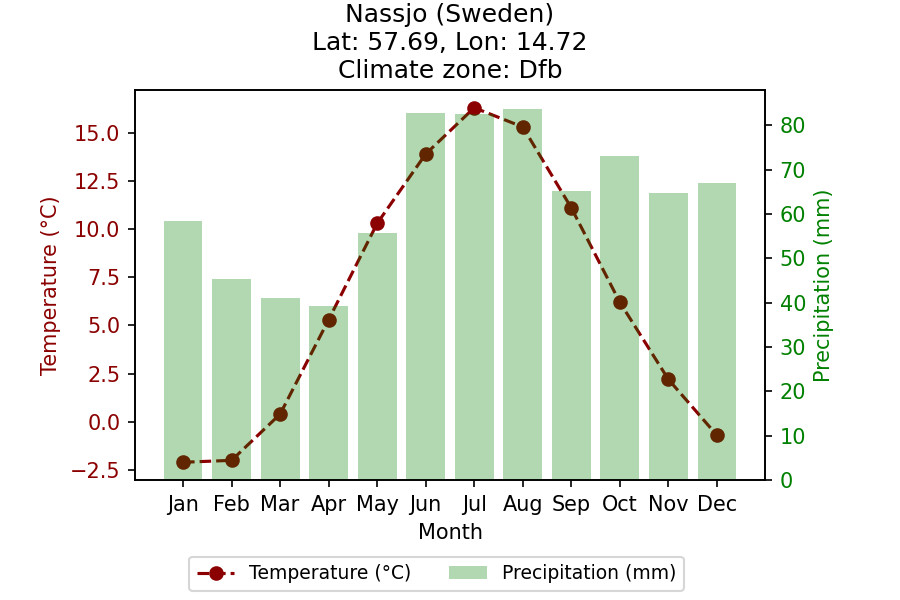 Nassjo (Sweden)
Lat: 57.69, Lon: 14.72
Climate zone: Dfb
Temperature (°C)
15.0
12.5
10.0
7.5
5.0
2.5
0.0
−2.5
80
70
60
50
40
30
20
10
0
Precipitation (mm)
Jan Feb Mar Apr May Jun Jul Aug Sep Oct Nov Dec
Month
Temperature (°C) Precipitation (mm)